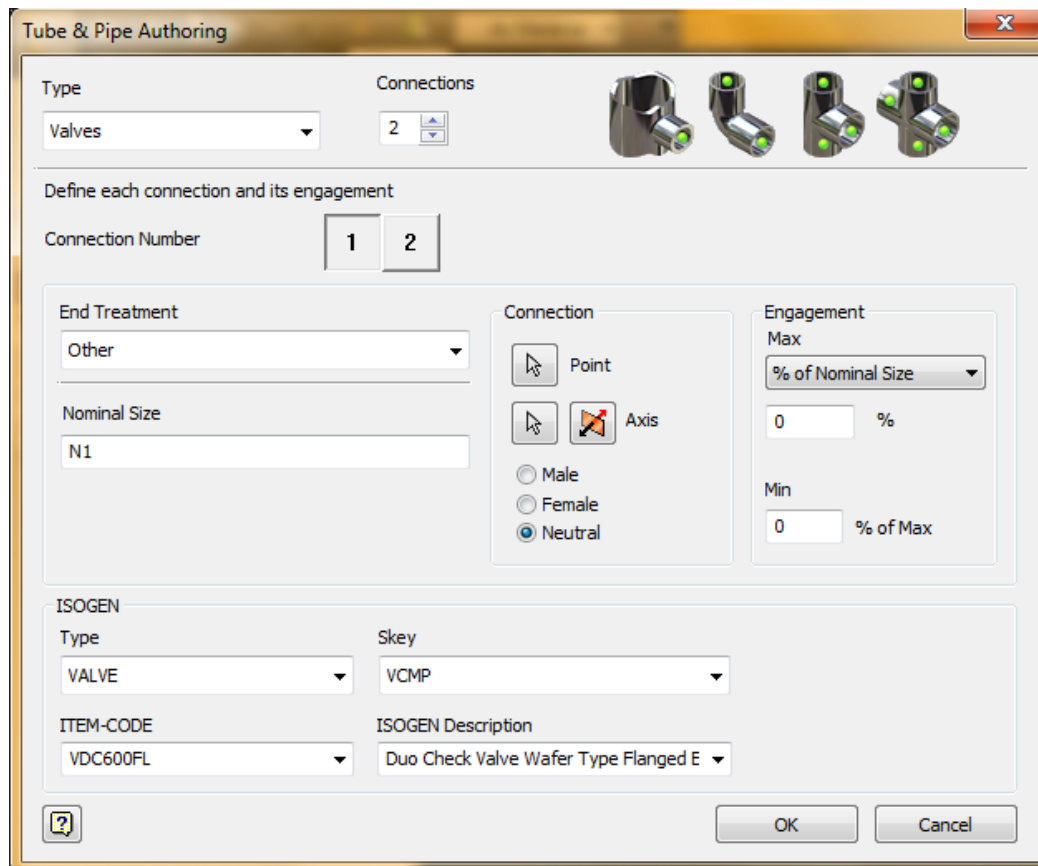 Tube & Pipe Authoring
Type
Connections
Valves
2
Define each connection and its engagement
Connection Number
1
2
End Treatment
Other
Nominal Size
N1
Connection
Point
Axis
Male
Female
Neutral
Engagement
Max
% of Nominal Size
0 %
Min
0 % of Max
ISOGEN
Type
Skey
VALVE
VCMP
ITEM-CODE
ISOGEN Description
VDC600FL
Duo Check Valve Wafer Type Flanged E
OK
Cancel